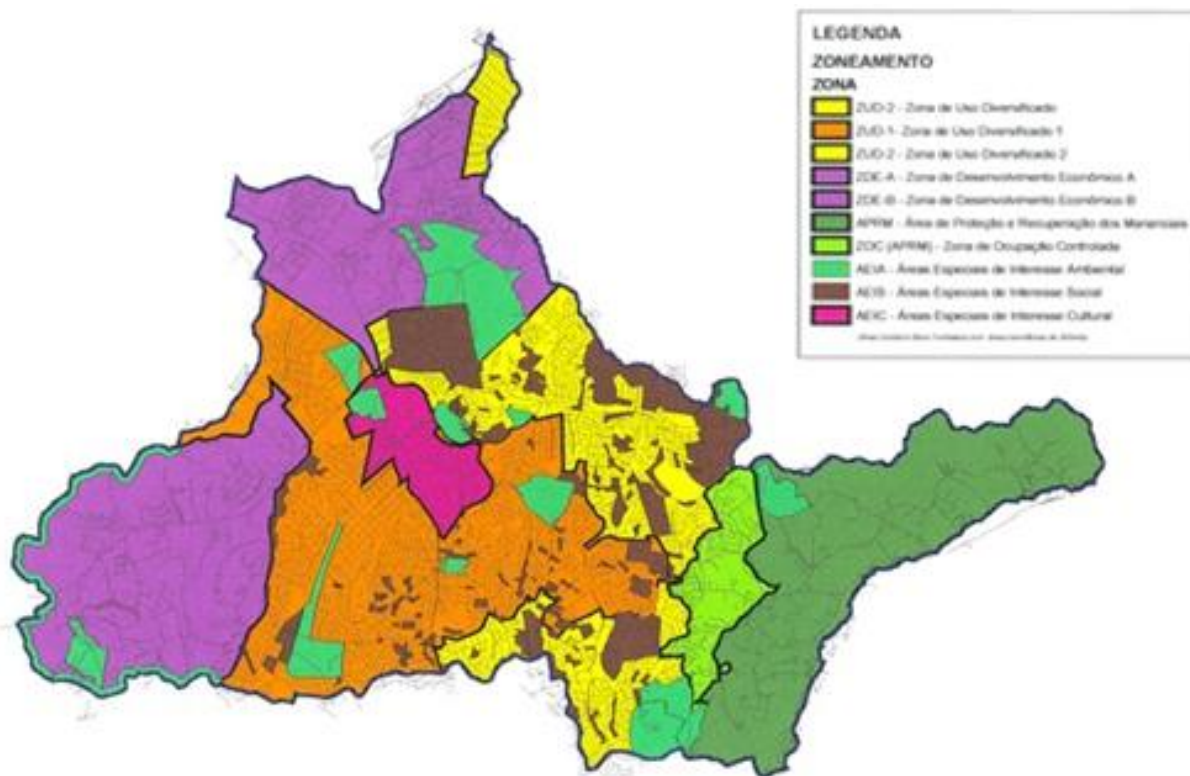 LEGENDA
ZONEAMENTO
ZONA
ZUD-2 - Zona de Uso Diversificado
ZUD-1- Zona de Uso Diversificado 1
ZUD-2 - Zona de Uso Diversificado 2
ZDE-A - Zona de Desenvolvimento Econômico A
ZDE-B - Zona de Desenvolvimento Econômico B
APRM - Área de Proteção e Recuperação dos Mananciais
ZOC (APRM) - Zona de Ocupação Controlada
AEIA - Áreas Especiais de Interesse Ambiental
AEIS - Áreas Especiais de Interesse Social
AEIC - Áreas Especiais de Interesse Cultural